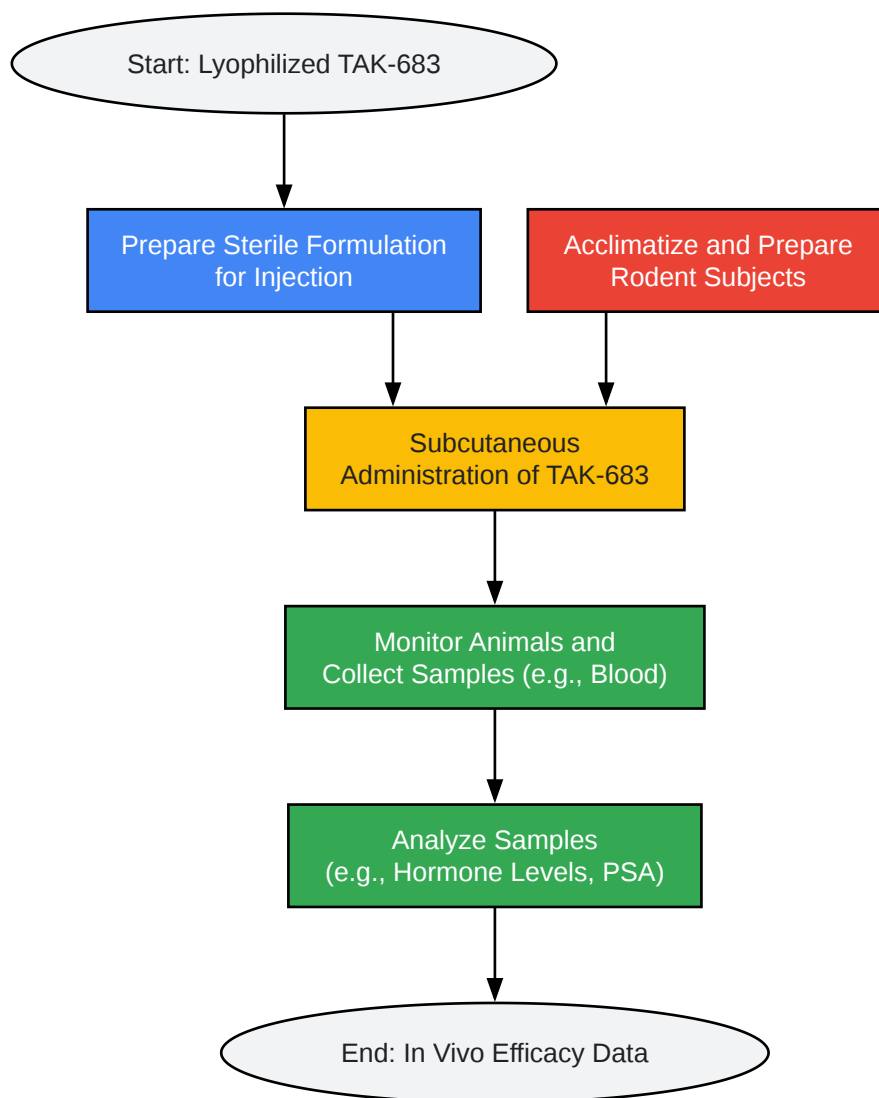 Start: Lyophilized TAK-683
Prepare Sterile Formulation
for Injection
Acclimatize and Prepare
Rodent Subjects
Subcutaneous
Administration of TAK-683
Monitor Animals and
Collect Samples (e.g., Blood)
Analyze Samples
(e.g., Hormone Levels, PSA)
End: In Vivo Efficacy Data